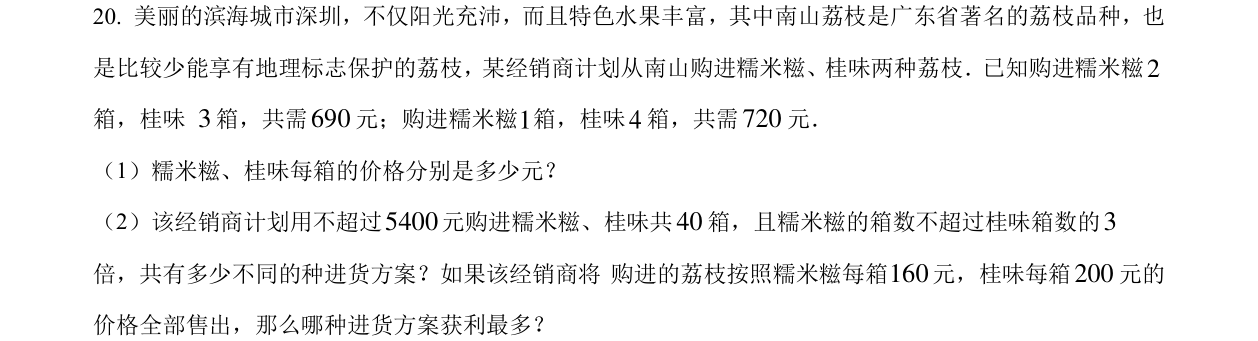 20. 美丽的滨海城市深圳，不仅阳光充沛，而且特色水果丰富，其中南山荔枝是广东省著名的荔枝品种，也
是比较少能享有地理标志保护的荔枝，某经销商计划从南山购进糯米糍、桂味两种荔枝．已知购进糯米糍2
箱，桂味 3箱，共需690元；购进糯米糍1箱，桂味4箱，共需720元．
（1）糯米糍、桂味每箱的价格分别是多少元？
（2）该经销商计划用不超过5400元购进糯米糍、桂味共40箱，且糯米糍的箱数不超过桂味箱数的3
倍，共有多少不同的种进货方案？如果该经销商将 购进的荔枝按照糯米糍每箱160元，桂味每箱200元的
价格全部售出，那么哪种进货方案获利最多？